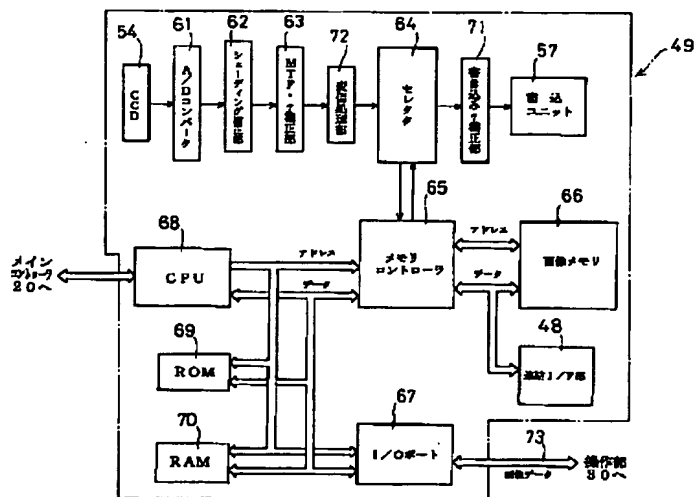 54
61
62
63
72
64
71
57
49
CCD
A/Dコンバータ
シェーディング補正
MTF・γ補正部
セレクタ
書き込みγ補正部
書込
ユニット
65
66
68
メイン
コントローラ
20へ
CPU
アドレス
データ
メモリ
コントローラ
アドレス
データ
画像メモリ
69
ROM
48
連結I/F部
70
RAM
67
I/Oポート
73
画像データ
操作部
30へ